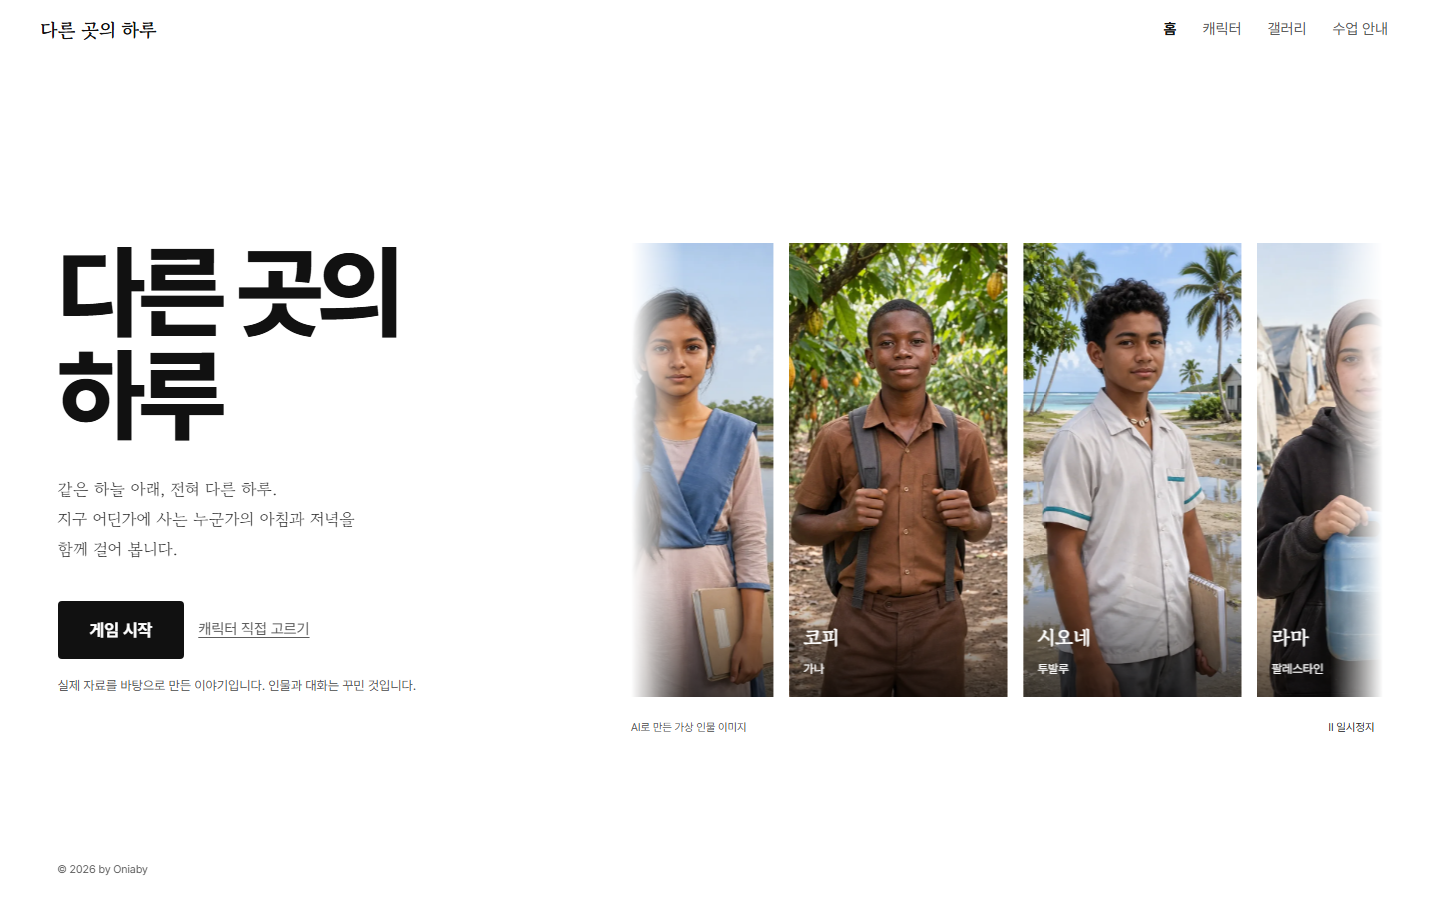 다른 곳의 하루
홈 캐릭터 갤러리 수업 안내
다른 곳의
하루
같은 하늘 아래, 전혀 다른 하루.
지구 어딘가에 사는 누군가의 아침과 저녁을
함께 걸어 봅니다.
게임 시작 캐릭터 직접 고르기
실제 자료를 바탕으로 만든 이야기입니다. 인물과 대화는 꾸민 것입니다.
코피
가나
시오네
투발루
라마
팔레스타인
AI로 만든 가상 인물 이미지
II 일시정지
© 2026 by Oniaby